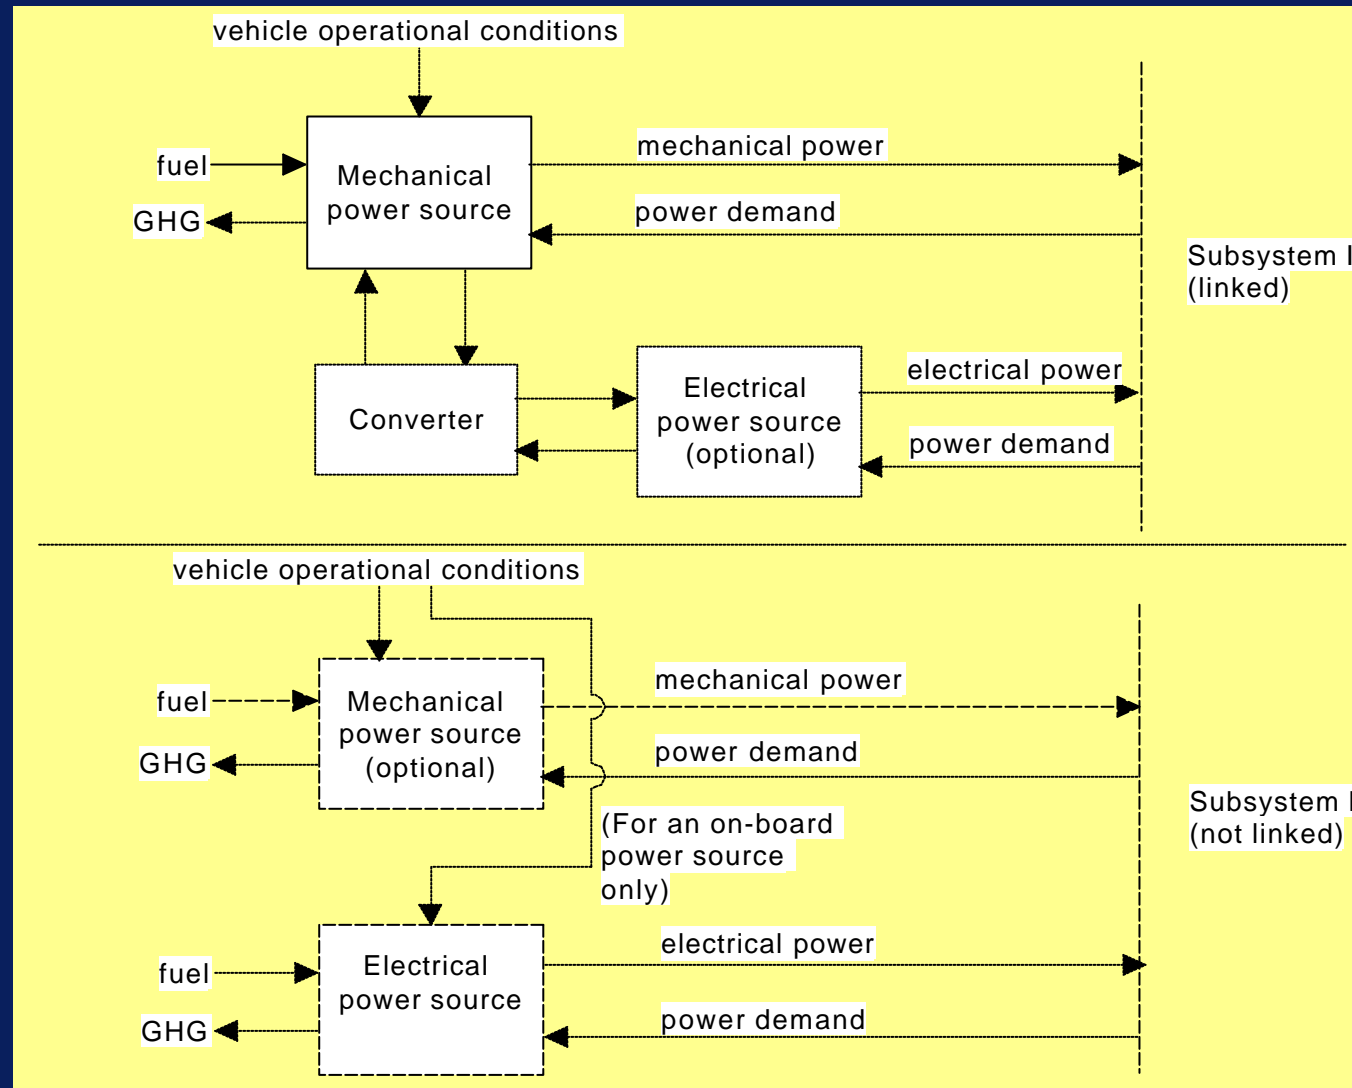 vehicle operational conditions
fuel
GHG
Mechanical
power source
mechanical power
power demand
Subsystem I
(linked)
Converter
Electrical
power source
(optional)
electrical power
power demand
vehicle operational conditions
fuel
GHG
Mechanical
power source
(optional)
mechanical power
power demand
(For an on-board
power source
only)
Subsystem
(not linked)
fuel
GHG
Electrical
power source
electrical power
power demand